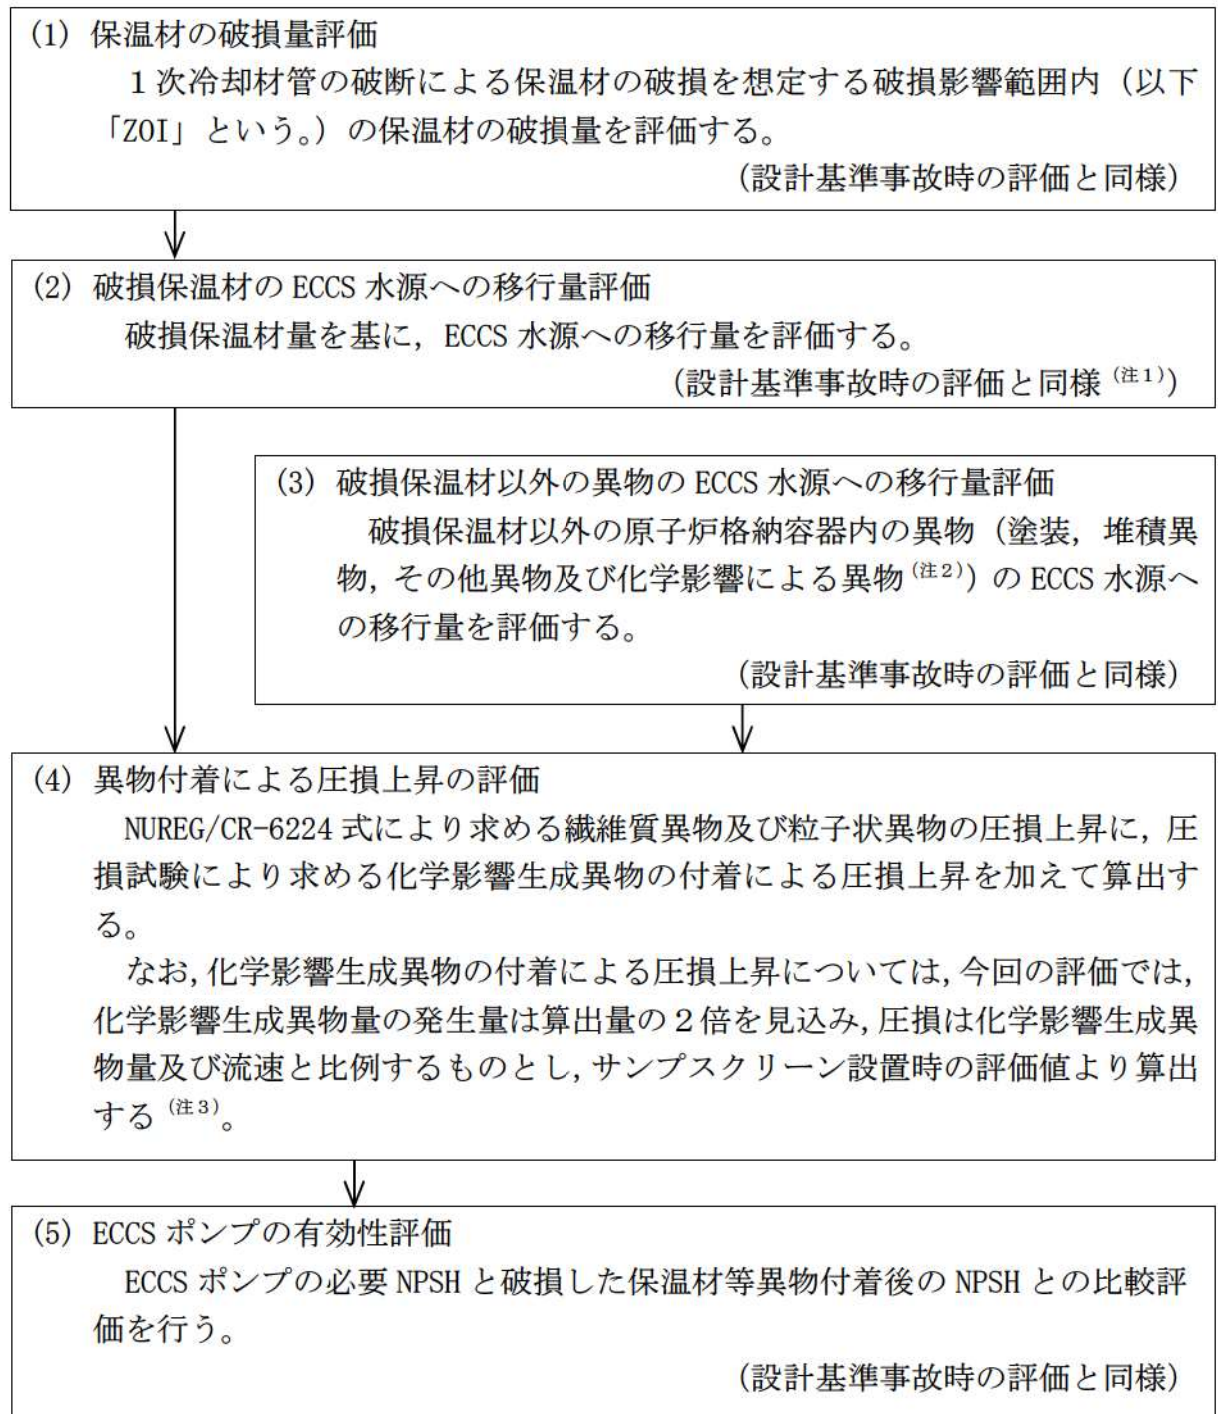 (1) 保温材の破損量評価
１次冷却材管の破断による保温材の破損を想定する破損影響範囲内（以下
「ZOI」という。）の保温材の破損量を評価する。
（設計基準事故時の評価と同様）
(2) 破損保温材の ECCS 水源への移行量評価
破損保温材量を基に，ECCS 水源への移行量を評価する。
（設計基準事故時の評価と同様（注１））
(3) 破損保温材以外の異物の ECCS 水源への移行量評価
破損保温材以外の原子炉格納容器内の異物（塗装，堆積異
物，その他異物及び化学影響による異物（注２））の ECCS 水源へ
の移行量を評価する。
（設計基準事故時の評価と同様）
(4) 異物付着による圧損上昇の評価
NUREG/CR-6224 式により求める繊維質異物及び粒子状異物の圧損上昇に，圧
損試験により求める化学影響生成異物の付着による圧損上昇を加えて算出す
る。
なお，化学影響生成異物の付着による圧損上昇については，今回の評価では，
化学影響生成異物量の発生量は算出量の２倍を見込み，圧損は化学影響生成異
物量及び流速と比例するものとし，サンプスクリーン設置時の評価値より算出
する（注３）。
(5) ECCS ポンプの有効性評価
ECCS ポンプの必要 NPSH と破損した保温材等異物付着後の NPSH との比較評
価を行う。
（設計基準事故時の評価と同様）